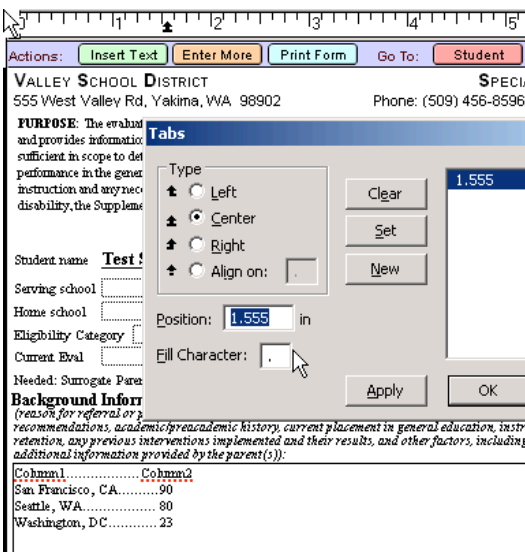 1 2 3 4 5
Actions: Insert Text Enter More Print Form Go To: Student
VALLEY SCHOOL DISTRICT SPECI
555 West Valley Rd, Yakima, WA 98902 Phone: (509) 456-8596
PURPOSE: The evaluat
and provides informatio
sufficient in scope to det
performance in the gener
instruction and any nece
disability, the Suppleme
Tabs
Type
Left
Center
Right
Align on: .
Clear
Set
New
1.555
Position: 1.555 in
Fill Character: .
Apply OK
Student name Test S
Serving school
Home school
Eligibility Category
Current Eval
Needed: Surrogate Paren
Background Inform
(reason for referral or p
recommendations, academic/preacademic history, current placement in general education, instr
retention, any previous interventions implemented and their results, and other factors, including
additional information provided by the parent(s)):
Column1.................Column2
San Francisco, CA.........90
Seattle, WA................. 80
Washington, DC............ 23